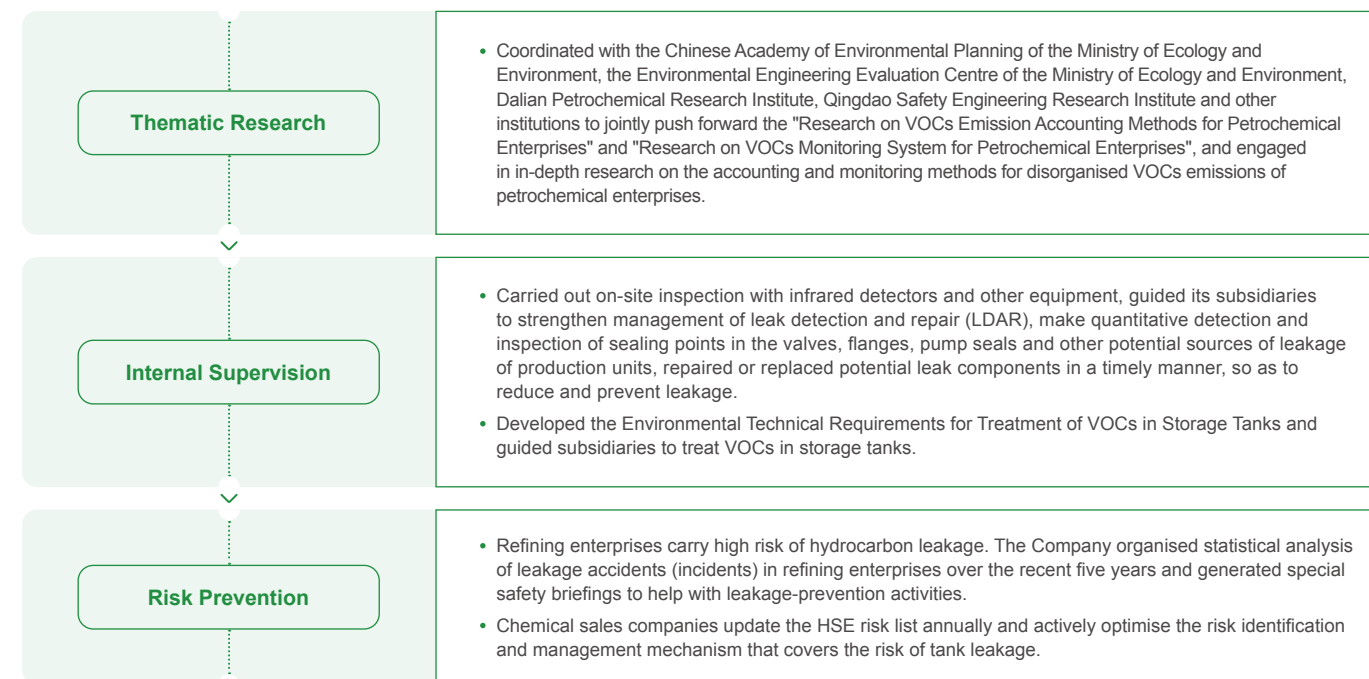 Thematic Research
• Coordinated with the Chinese Academy of Environmental Planning of the Ministry of Ecology and
Environment, the Environmental Engineering Evaluation Centre of the Ministry of Ecology and Environment,
Dalian Petrochemical Research Institute, Qingdao Safety Engineering Research Institute and other
institutions to jointly push forward the "Research on VOCs Emission Accounting Methods for Petrochemical
Enterprises" and "Research on VOCs Monitoring System for Petrochemical Enterprises", and engaged
in in-depth research on the accounting and monitoring methods for disorganised VOCs emissions of
petrochemical enterprises.
Internal Supervision
• Carried out on-site inspection with infrared detectors and other equipment, guided its subsidiaries
to strengthen management of leak detection and repair (LDAR), make quantitative detection and
inspection of sealing points in the valves, flanges, pump seals and other potential sources of leakage
of production units, repaired or replaced potential leak components in a timely manner, so as to
reduce and prevent leakage.
• Developed the Environmental Technical Requirements for Treatment of VOCs in Storage Tanks and
guided subsidiaries to treat VOCs in storage tanks.
Risk Prevention
• Refining enterprises carry high risk of hydrocarbon leakage. The Company organised statistical analysis
of leakage accidents (incidents) in refining enterprises over the recent five years and generated special
safety briefings to help with leakage-prevention activities.
• Chemical sales companies update the HSE risk list annually and actively optimise the risk identification
and management mechanism that covers the risk of tank leakage.